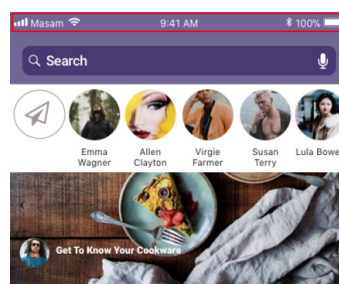 Masam 9:41 AM 100%
Search
Emma Wagner
Allen Clayton
Virgie Farmer
Susan Terry
Lula Bowe
Get To Know Your Cookware